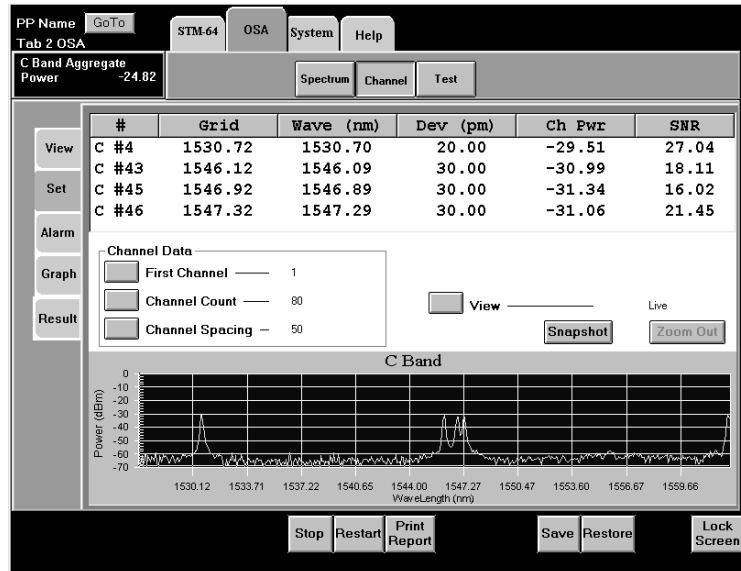 PP Name GoTo
Tab 2 OSA
STM-64 OSA System Help
C Band Aggregate
Power -24.82
Spectrum Channel Test
View
Set
Alarm
Graph
Result
# Grid Wave (nm) Dev (pm) Ch Pwr SNR
C #4 1530.72 1530.70 20.00 -29.51 27.04
C #43 1546.12 1546.09 30.00 -30.99 18.11
C #45 1546.92 1546.89 30.00 -31.34 16.02
C #46 1547.32 1547.29 30.00 -31.06 21.45
Channel Data
First Channel 1
Channel Count 80
Channel Spacing 50
View Live
Snapshot Zoom Out
C Band
Power (dBm)
0
-10
-20
-30
-40
-50
-60
-70
1530.12 1533.71 1537.22 1540.65 1544.00 1547.27 1550.47 1553.60 1556.67 1559.66
WaveLength (nm)
Stop Restart Print Report Save Restore Lock Screen